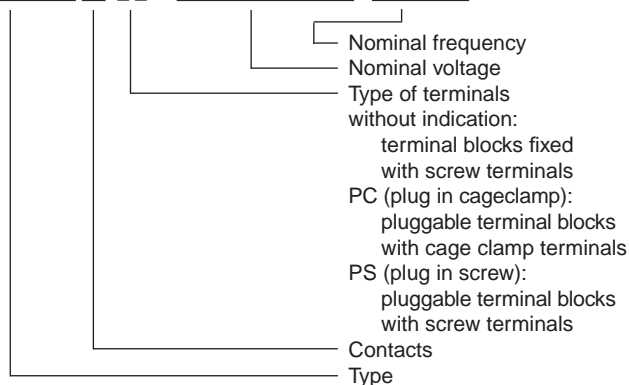 Nominal frequency
Nominal voltage
Type of terminals
without indication:
terminal blocks fixed
with screw terminals
PC (plug in cageclamp):
pluggable terminal blocks
with cage clamp terminals
PS (plug in screw):
pluggable terminal blocks
with screw terminals
Contacts
Type